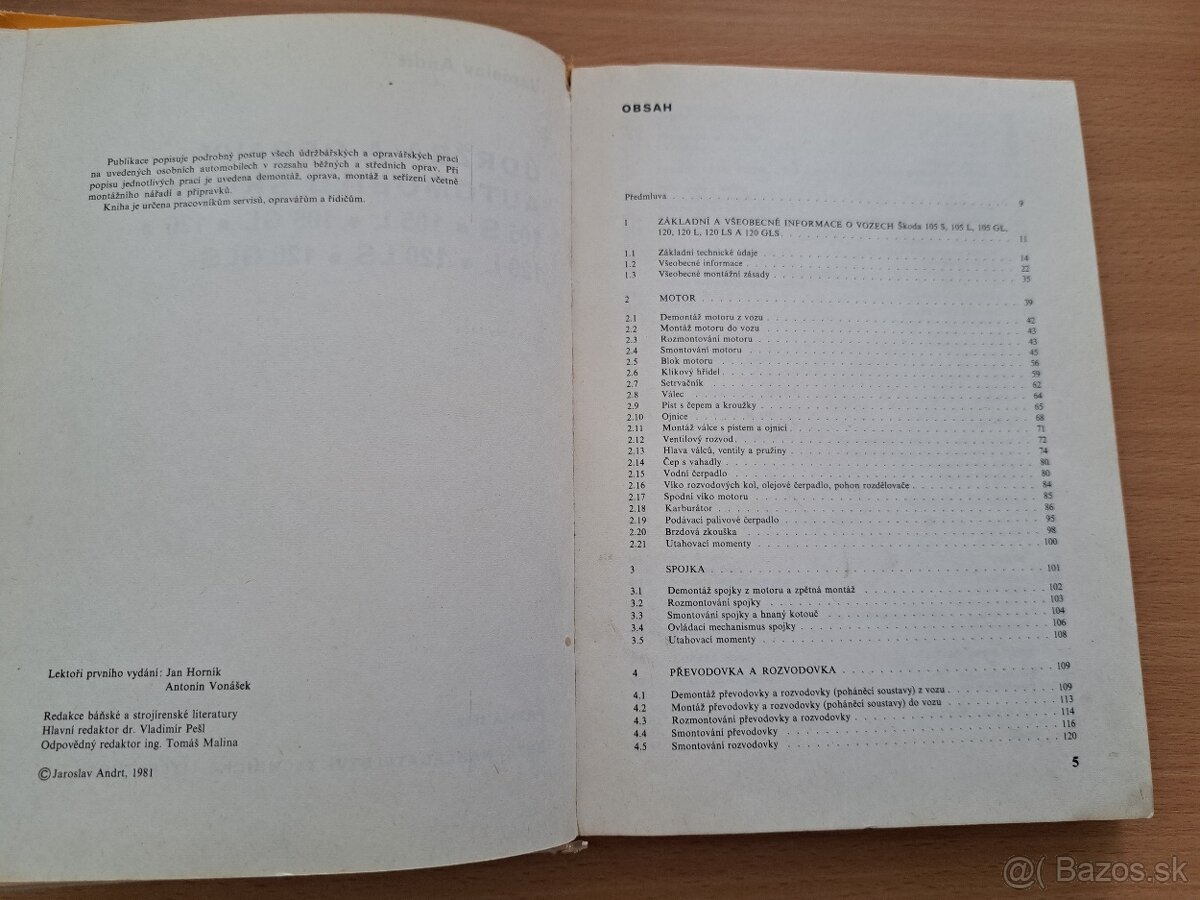 Publikace popisuje podrobný postup všech údržbářských a opravářských prací
na uvedených osobních automobilech v rozsahu běžných a středních oprav. Při
popisu jednotlivých prací je uvedena demontáž, oprava, montáž a seřízení včetně
montážního nářadí a přípravků.
Kniha je určena pracovníkům servisů, opravářům a řidičům.
Lektoři prvního vydání: Jan Horník
Antonín Vonášek
Redakce báňské a strojírenské literatury
Hlavní redaktor dr. Vladimír Pešl
Odpovědný redaktor ing. Tomáš Malina
© Jaroslav Andrt, 1981
OBSAH
Předmluva . . . 9
1 ZÁKLADNÍ A VŠEOBECNÉ INFORMACE O VOZECH Škoda 105 S, 105 L, 105 GL,
120, 120 L, 120 LS A 120 GLS . . . 11
1.1 Základní technické údaje . . . 14
1.2 Všeobecné informace . . . 22
1.3 Všeobecné montážní zásady . . . 35
2 MOTOR . . . 39
2.1 Demontáž motoru z vozu . . . 42
2.2 Montáž motoru do vozu . . . 43
2.3 Rozmontování motoru . . . 43
2.4 Smontování motoru . . . 45
2.5 Blok motoru . . . 56
2.6 Klikový hřídel . . . 59
2.7 Setrvačník . . . 62
2.8 Válec . . . 64
2.9 Píst s čepem a kroužky . . . 65
2.10 Ojnice . . . 68
2.11 Montáž válce s pístem a ojnicí . . . 71
2.12 Ventilový rozvod . . . 72
2.13 Hlava válců, ventily a pružiny . . . 74
2.14 Čep s vahadly . . . 80
2.15 Vodní čerpadlo . . . 80
2.16 Víko rozvodových kol, olejové čerpadlo, pohon rozdělovače . . . 84
2.17 Spodní víko motoru . . . 85
2.18 Karburátor . . . 86
2.19 Podávací palivové čerpadlo . . . 95
2.20 Brzdová zkouška . . . 98
2.21 Utahovací momenty . . . 100
3 SPOJKA . . . 101
3.1 Demontáž spojky z motoru a zpětná montáž . . . 102
3.2 Rozmontování spojky . . . 103
3.3 Smontování spojky a hnaný kotouč . . . 104
3.4 Ovládací mechanismus spojky . . . 106
3.5 Utahovací momenty . . . 108
4 PŘEVODOVKA A ROZVODOVKA . . . 109
4.1 Demontáž převodovky a rozvodovky (poháněcí soustavy) z vozu . . . 109
4.2 Montáž převodovky a rozvodovky (poháněcí soustavy) do vozu . . . 113
4.3 Rozmontování převodovky a rozvodovky . . . 114
4.4 Smontování převodovky . . . 116
4.5 Smontování rozvodovky . . . 120
5
@( Bazos.sk